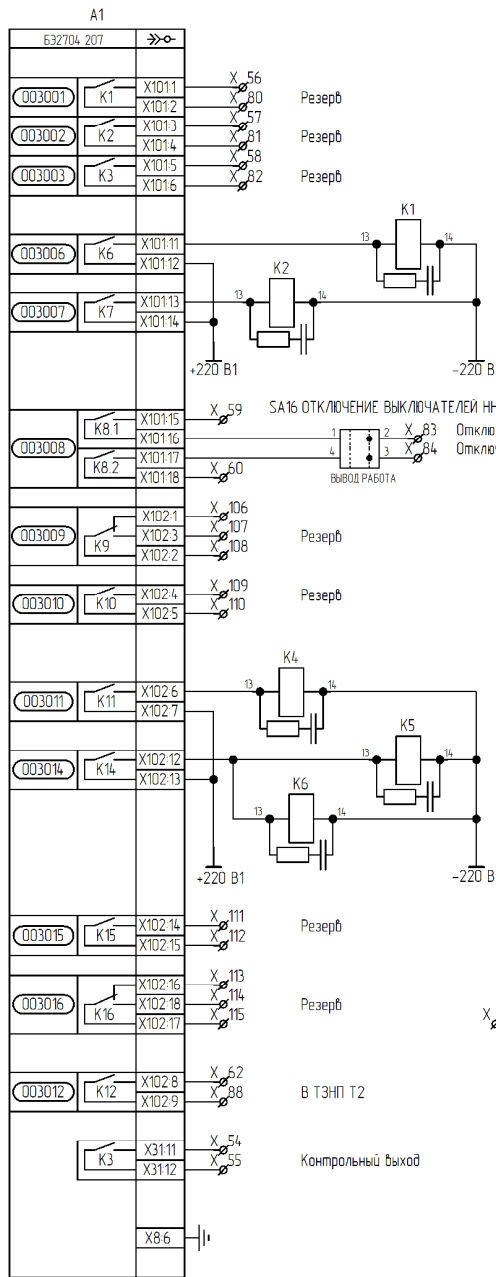 A1
БЭ2704 207
003001 K1 X101:1 X 56
X101:2 X 80 Резерв
003002 K2 X101:3 X 57
X101:4 X 81 Резерв
003003 K3 X101:5 X 58
X101:6 X 82 Резерв
K1
003006 K6 X101:11 13 14
X101:12
K2
003007 K7 X101:13 13 14
X101:14
+220 В1 -220 В
SA16 ОТКЛЮЧЕНИЕ ВЫКЛЮЧАТЕЛЕЙ НН
003008 K8.1 X101:15 X 59
X101:16 1 2 X 83 Отклю
K8.2 X101:17 4 3 X 84 Отклю
X101:18 X 60
ВЫВОД РАБОТА
003009 K9 X102:1 X 106
X102:3 X 107 Резерв
X102:2 X 108
003010 K10 X102:4 X 109 Резерв
X102:5 X 110
K4
003011 K11 X102:6 13 14
X102:7
K5
003014 K14 X102:12 13 14
X102:13
K6
13 14
+220 В1 -220 В
003015 K15 X102:14 X 111 Резерв
X102:15 X 112
003016 K16 X102:16 X 113
X102:18 X 114 Резерв
X102:17 X 115 X
003012 K12 X102:8 X 62
X102:9 X 88 В ТЗНП Т2
K3 X31:11 X 54
X31:12 X 55 Контрольный выход
X8:6